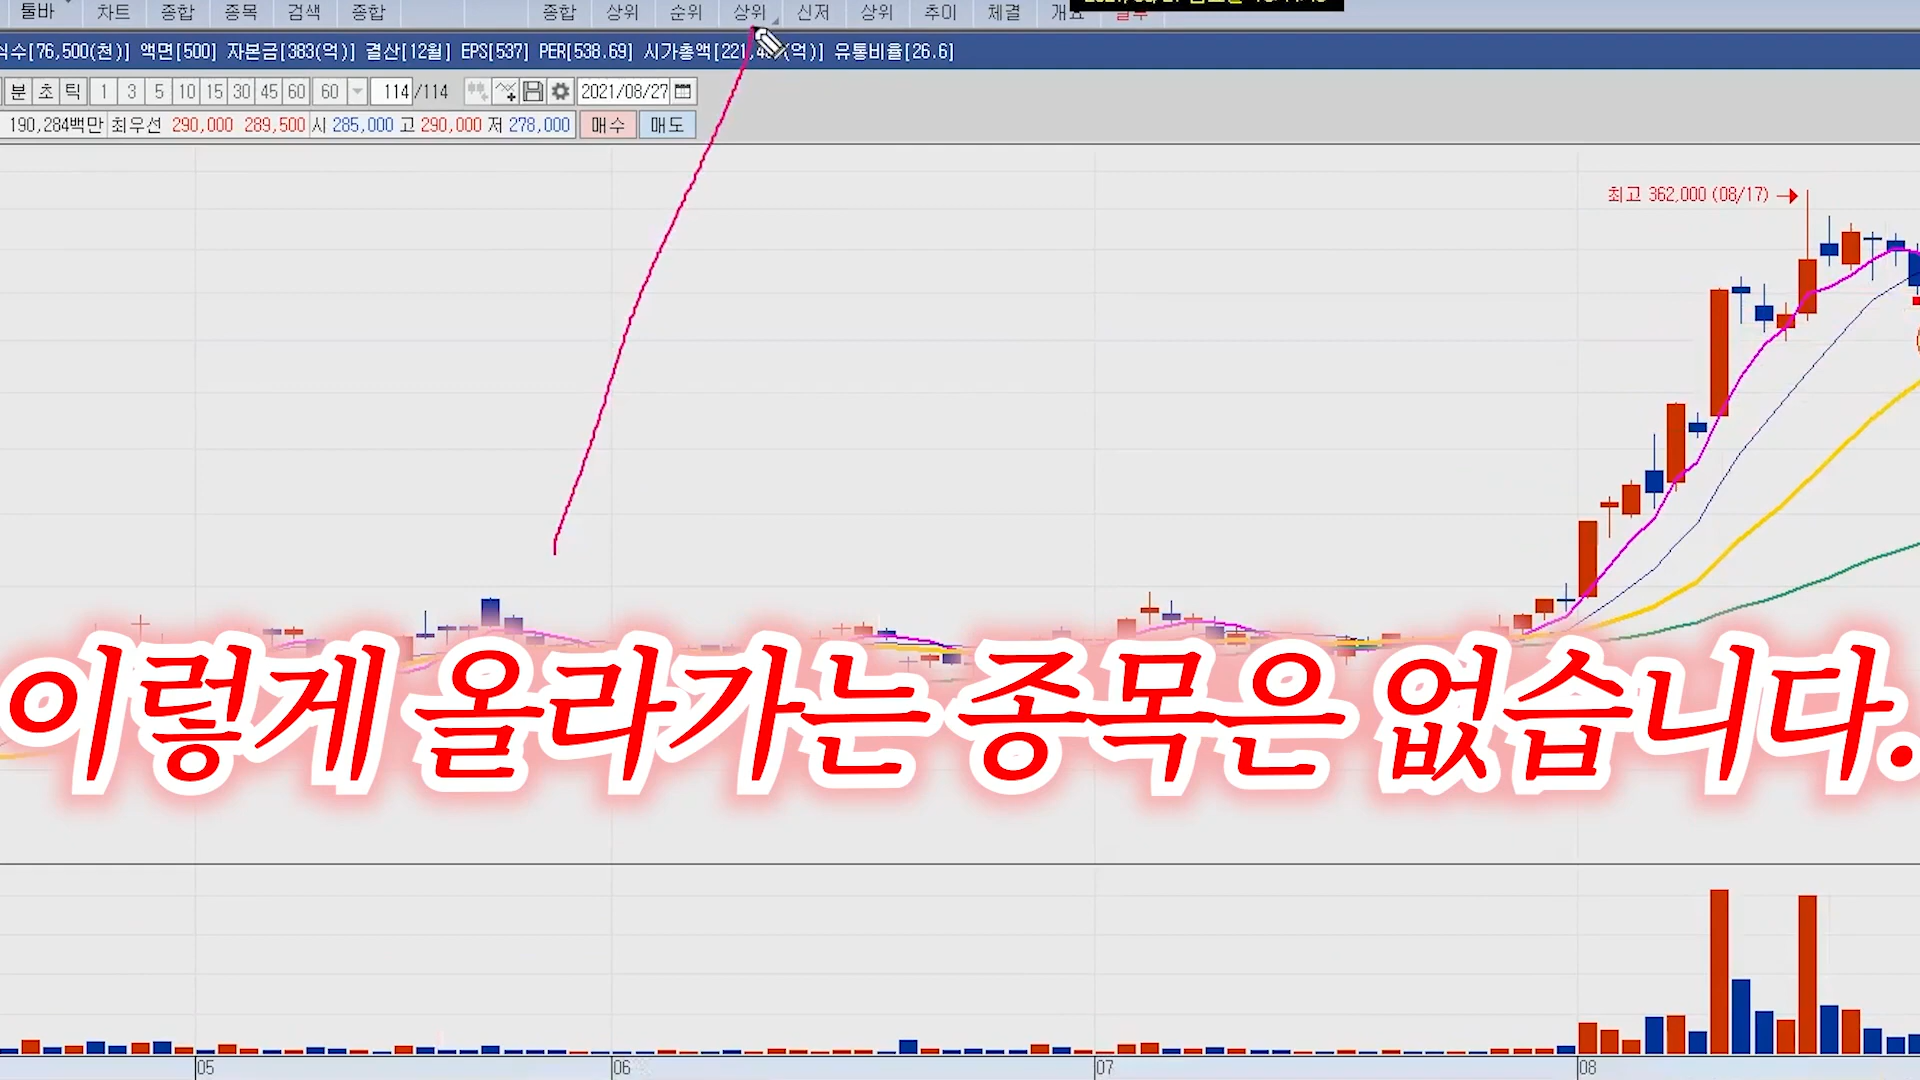 툴바 차트 종합 종목 검색 종합 종합 상위 순위 상위 신저 상위 추이 체결 개요
식수[76,500(천)] 액면[500] 자본금[383(억)] 결산[12월] EPS[537] PER[538.69] 시가총액[221, (억)] 유통비율[26.6]
분 초 틱 1 3 5 10 15 30 45 60 60 114 /114 2021/08/27
190,284백만 최우선 290,000 289,500 시 285,000 고 290,000 저 278,000 매수 매도
최고 362,000 (08/17)
이렇게 올라가는 종목은 없습니다.
05 06 07 08